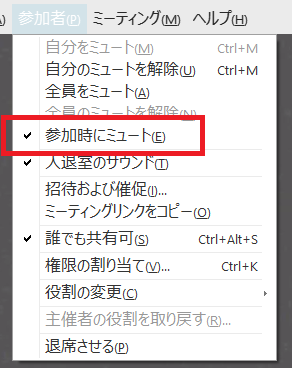 ) 参加者(P) ミーティング(M) ヘルプ(H)
自分をミュート(M) Ctrl+M
自分のミュートを解除(U) Ctrl+M
全員をミュート(A)
全員のミュートを解除(N)
✔ 参加時にミュート(E)
✔ 入退室のサウンド(T)
招待および催促(I)...
ミーティングリンクをコピー(O)
✔ 誰でも共有可(S) Ctrl+Alt+S
権限の割り当て(V)... Ctrl+K
役割の変更(C)
主催者の役割を取り戻す(R)...
退席させる(P)